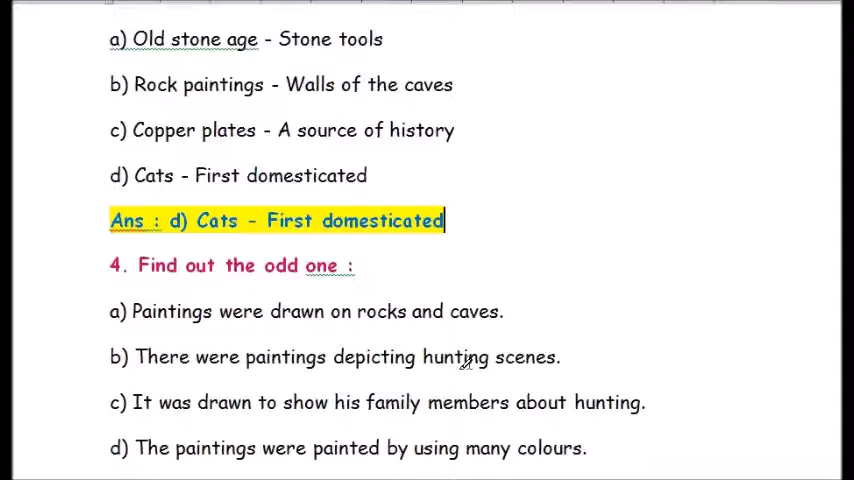 a) Old stone age - Stone tools
b) Rock paintings - Walls of the caves
c) Copper plates - A source of history
d) Cats - First domesticated
Ans : d) Cats - First domesticated
4. Find out the odd one :
a) Paintings were drawn on rocks and caves.
b) There were paintings depicting hunting scenes.
c) It was drawn to show his family members about hunting.
d) The paintings were painted by using many colours.